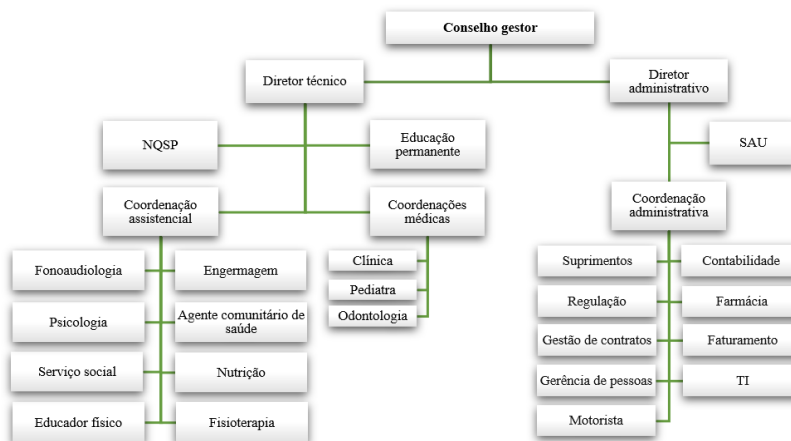 Conselho gestor
Diretor técnico
Diretor
administrativo
NQSP
Educação
permanente
SAU
Coordenação
assistencial
Coordenações
médicas
Coordenação
administrativa
Fonoaudiologia
Engermagem
Psicologia
Agente comunitário de
saúde
Serviço social
Nutrição
Educador físico
Fisioterapia
Clínica
Pediatra
Odontologia
Suprimentos
Contabilidade
Regulação
Farmácia
Gestão de contratos
Faturamento
Gerência de pessoas
TI
Motorista